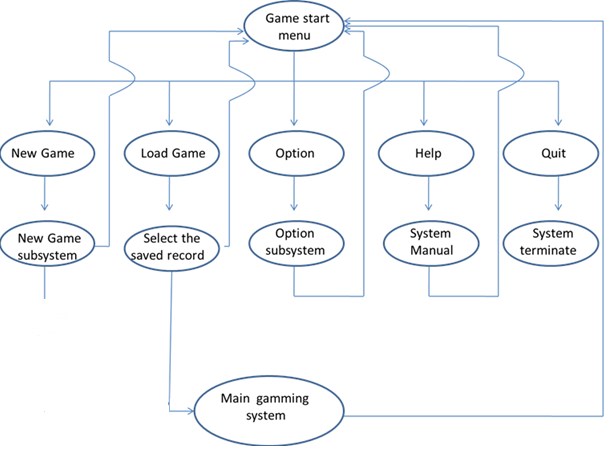 Game start
menu
New Game
Load Game
Option
Help
Quit
New Game
subsystem
Select the
saved record
Option
subsystem
System
Manual
System
terminate
Main gamming
system